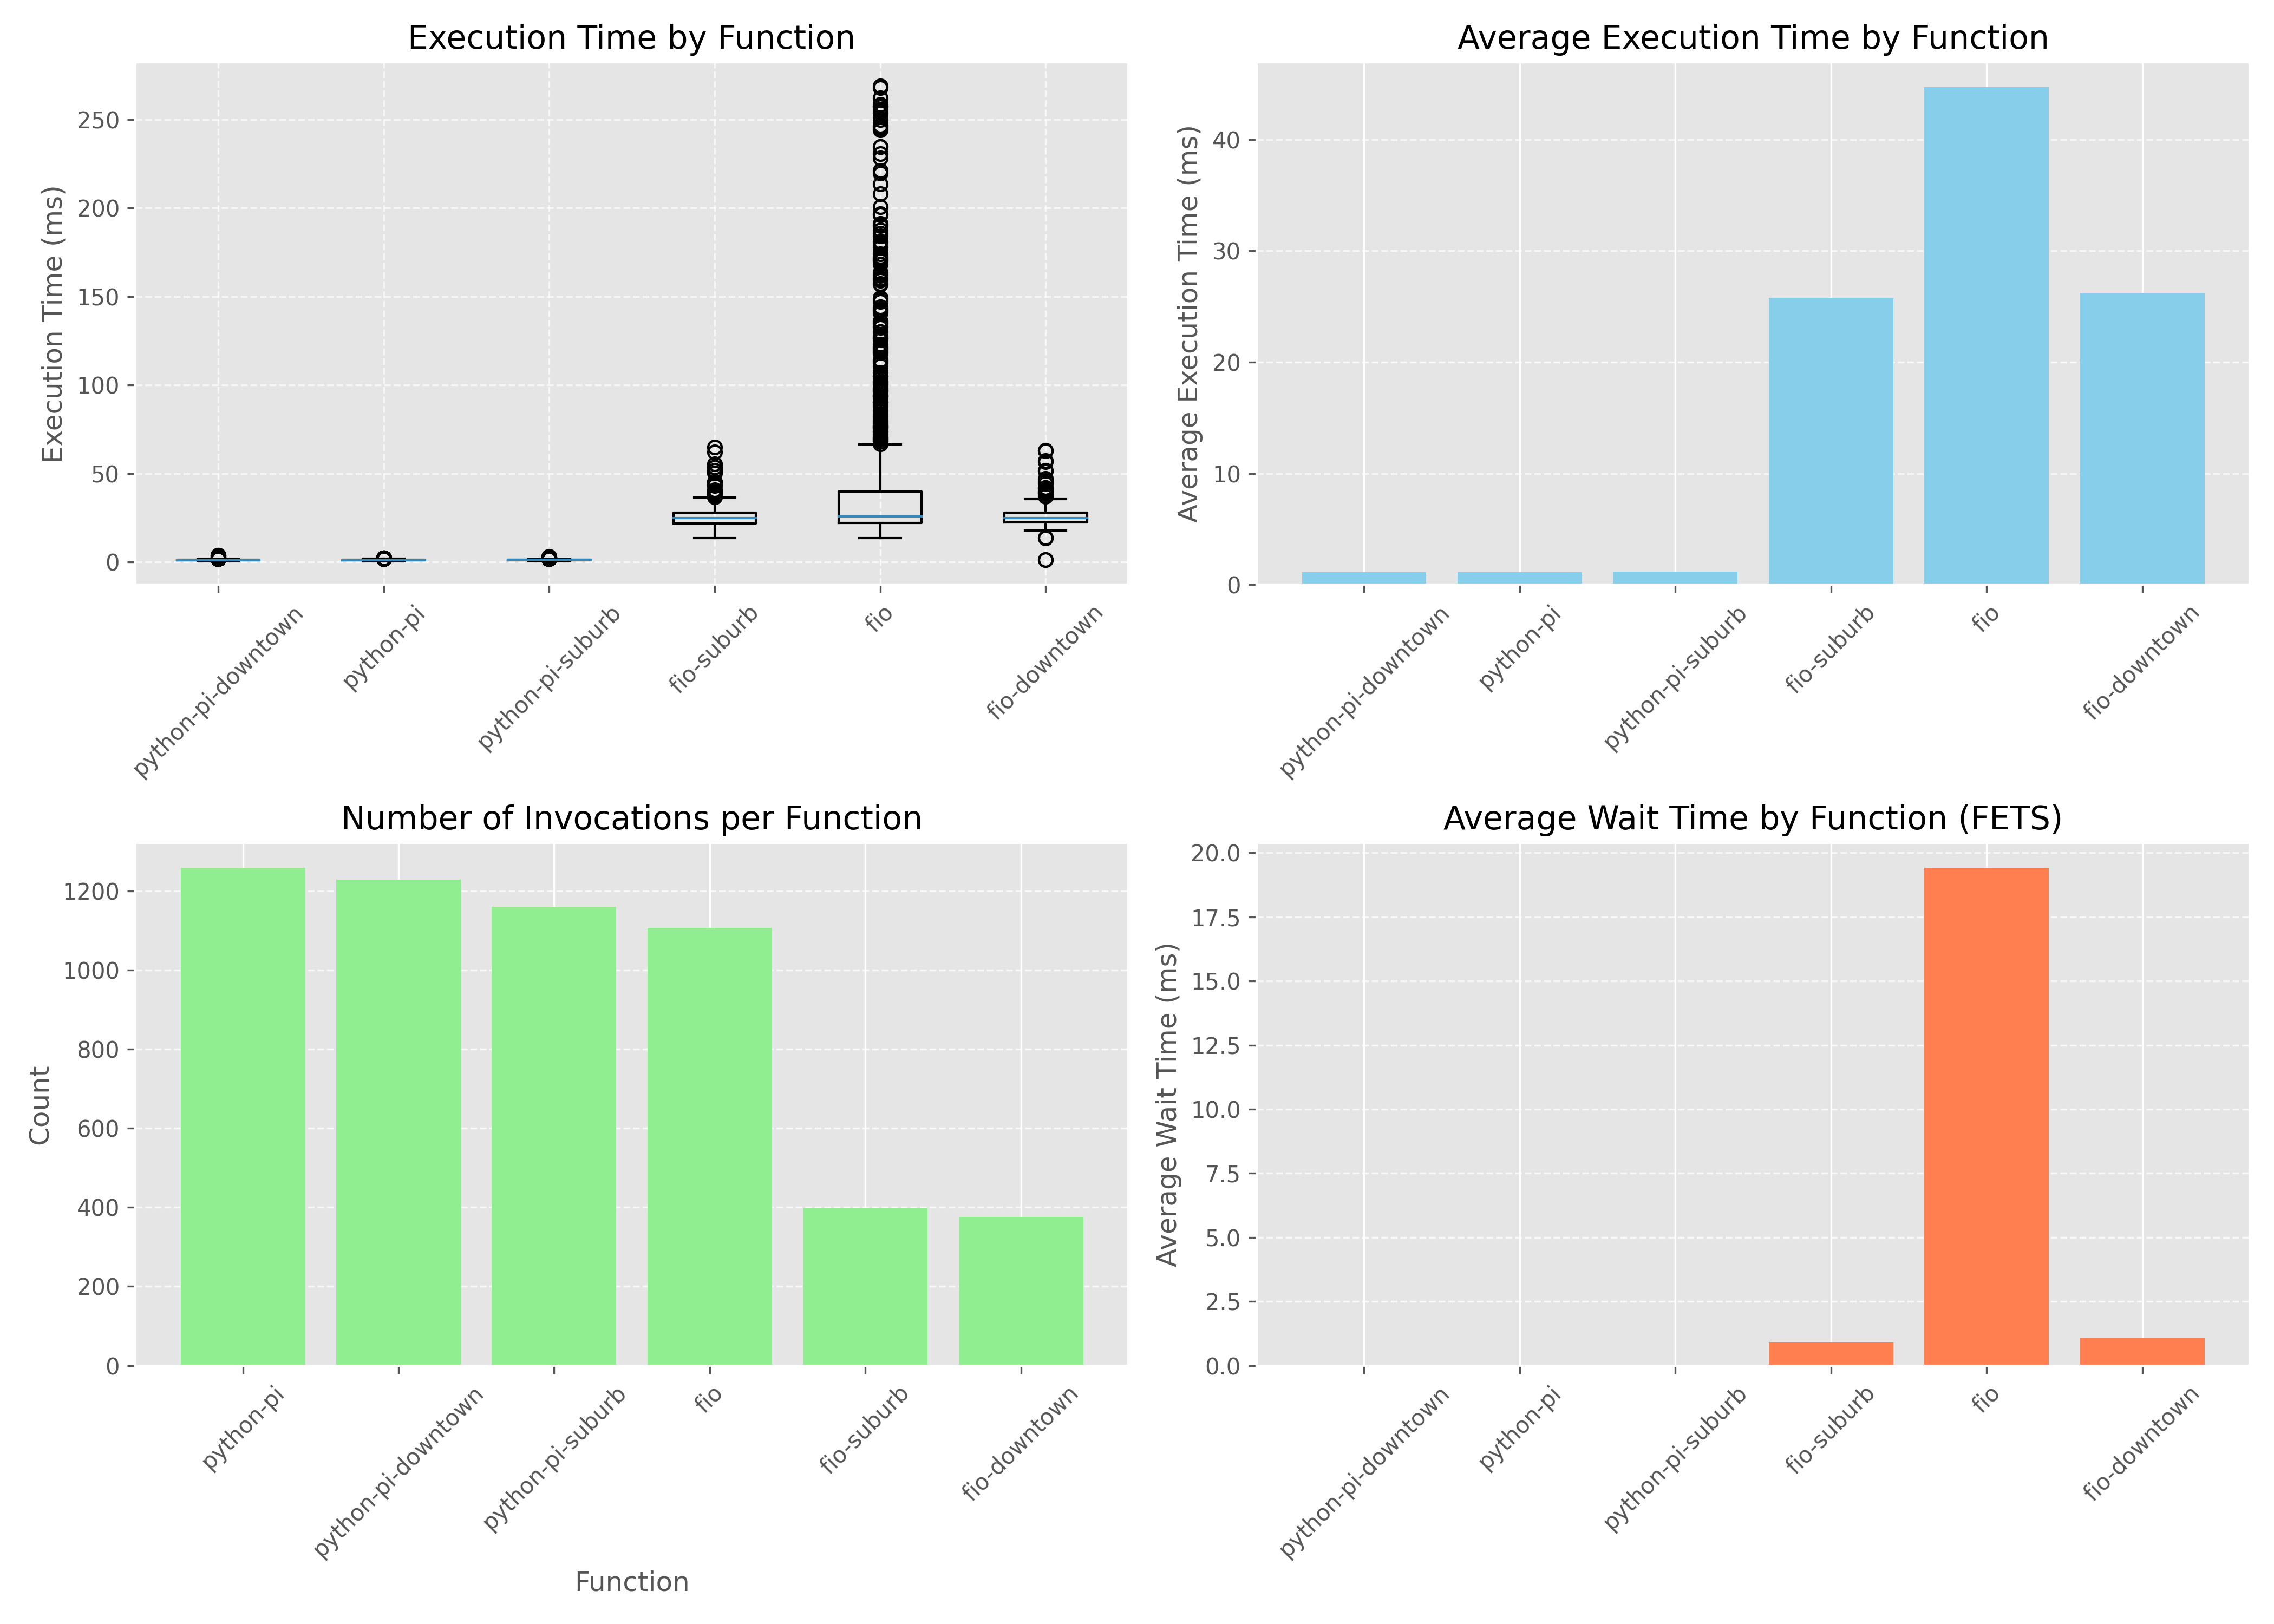 Execution Time by Function
Execution Time (ms)
250
200
150
100
50
0
python-pi-downtown
python-pi
python-pi-suburb
fio-suburb
fio
fio-downtown
Average Execution Time by Function
Average Execution Time (ms)
40
30
20
10
0
python-pi-downtown
python-pi
python-pi-suburb
fio-suburb
fio
fio-downtown
Number of Invocations per Function
Count
1200
1000
800
600
400
200
0
python-pi
python-pi-downtown
python-pi-suburb
fio
fio-suburb
fio-downtown
Function
Average Wait Time by Function (FETS)
Average Wait Time (ms)
20.0
17.5
15.0
12.5
10.0
7.5
5.0
2.5
0.0
python-pi-downtown
python-pi
python-pi-suburb
fio-suburb
fio
fio-downtown